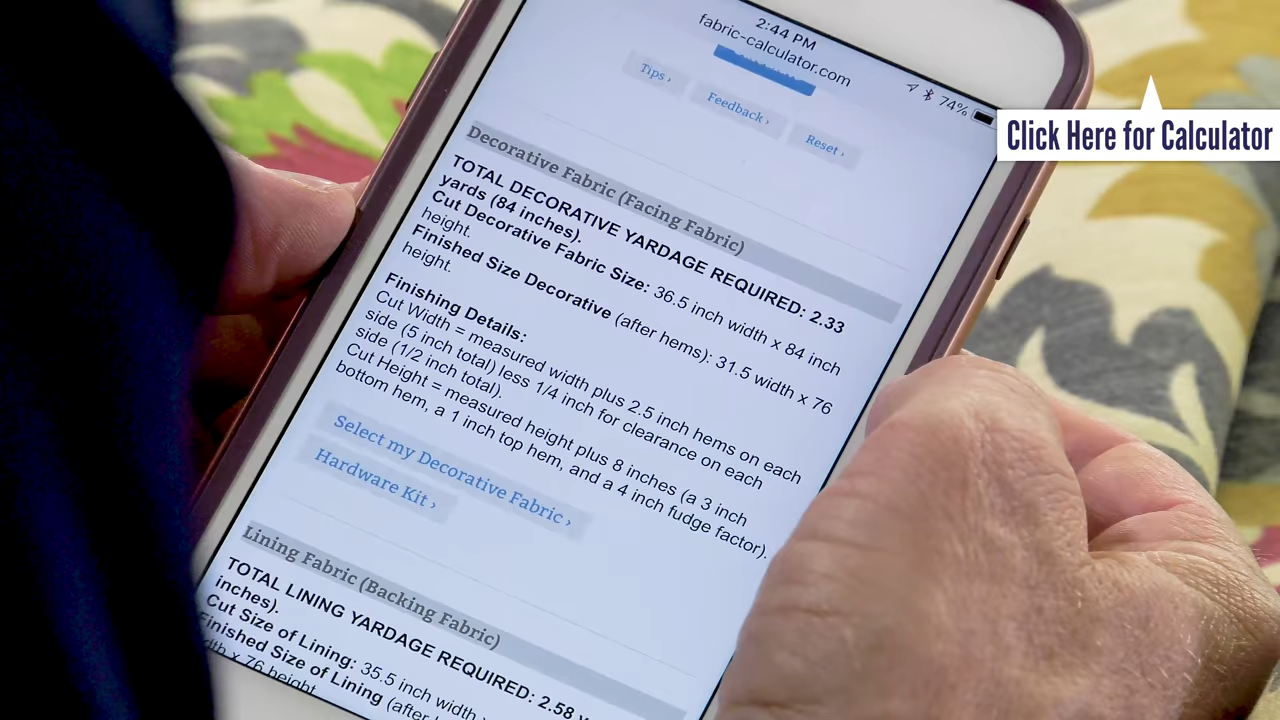 2:44 PM
fabric-calculator.com
74%
Tips ›
Feedback ›
Reset ›
Click Here for Calculator
Decorative Fabric (Facing Fabric)
TOTAL DECORATIVE YARDAGE REQUIRED: 2.33
yards (84 inches).
Cut Decorative Fabric Size: 36.5 inch width x 84 inch
height.
Finished Size Decorative (after hems): 31.5 width x 76
height.
Finishing Details:
Cut Width = measured width plus 2.5 inch hems on each
side (5 inch total) less 1/4 inch for clearance on each
side (1/2 inch total).
Cut Height = measured height plus 8 inches (a 3 inch
bottom hem, a 1 inch top hem, and a 4 inch fudge factor).
Select my Decorative Fabric ›
Hardware Kit ›
Lining Fabric (Backing Fabric)
TOTAL LINING YARDAGE REQUIRED: 2.58
inches).
Cut Size of Lining: 35.5 inch width
Finished Size of Lining (after
x 76 height